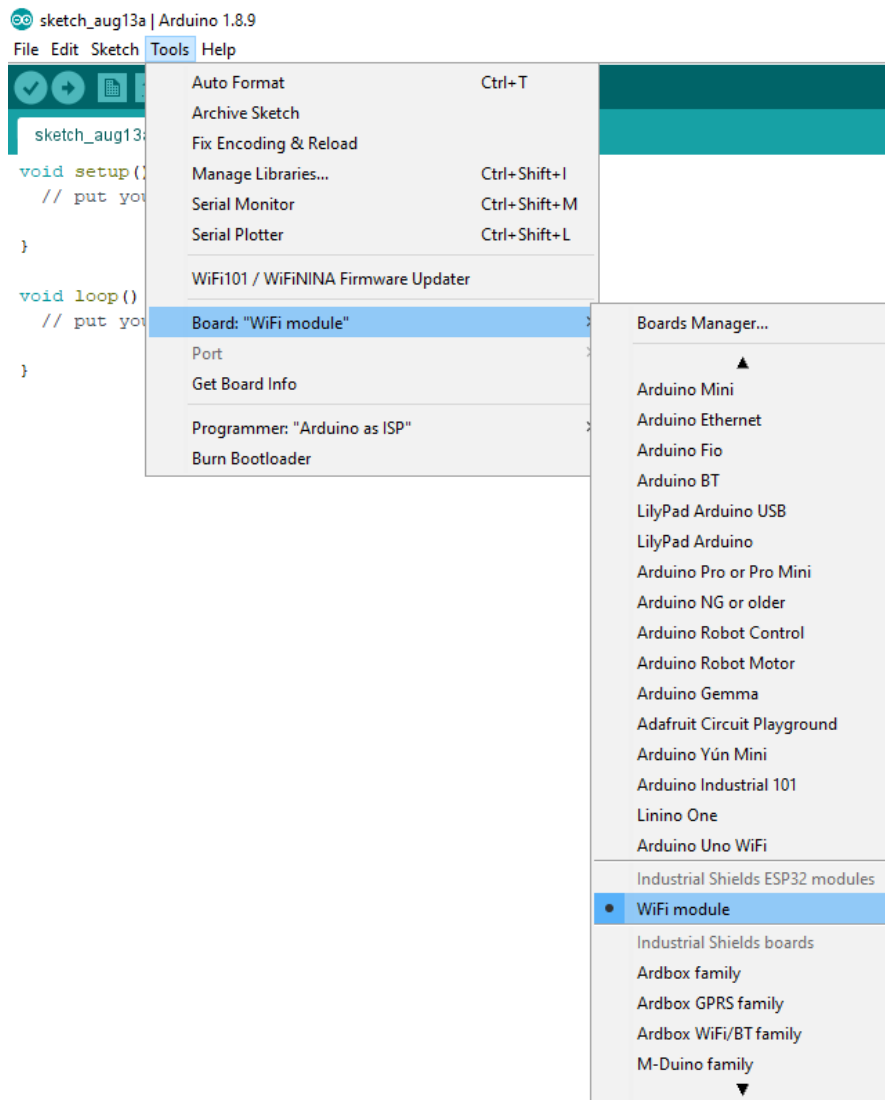 sketch_aug13a | Arduino 1.8.9
File Edit Sketch Tools Help
sketch_aug13a
void setup()
// put you
}
void loop()
// put you
}
Auto Format Ctrl+T
Archive Sketch
Fix Encoding & Reload
Manage Libraries... Ctrl+Shift+I
Serial Monitor Ctrl+Shift+M
Serial Plotter Ctrl+Shift+L
WiFi101 / WiFiNINA Firmware Updater
Board: "WiFi module"
Port
Get Board Info
Programmer: "Arduino as ISP"
Burn Bootloader
Boards Manager...
Arduino Mini
Arduino Ethernet
Arduino Fio
Arduino BT
LilyPad Arduino USB
LilyPad Arduino
Arduino Pro or Pro Mini
Arduino NG or older
Arduino Robot Control
Arduino Robot Motor
Arduino Gemma
Adafruit Circuit Playground
Arduino Yún Mini
Arduino Industrial 101
Linino One
Arduino Uno WiFi
Industrial Shields ESP32 modules
WiFi module
Industrial Shields boards
Ardbox family
Ardbox GPRS family
Ardbox WiFi/BT family
M-Duino family